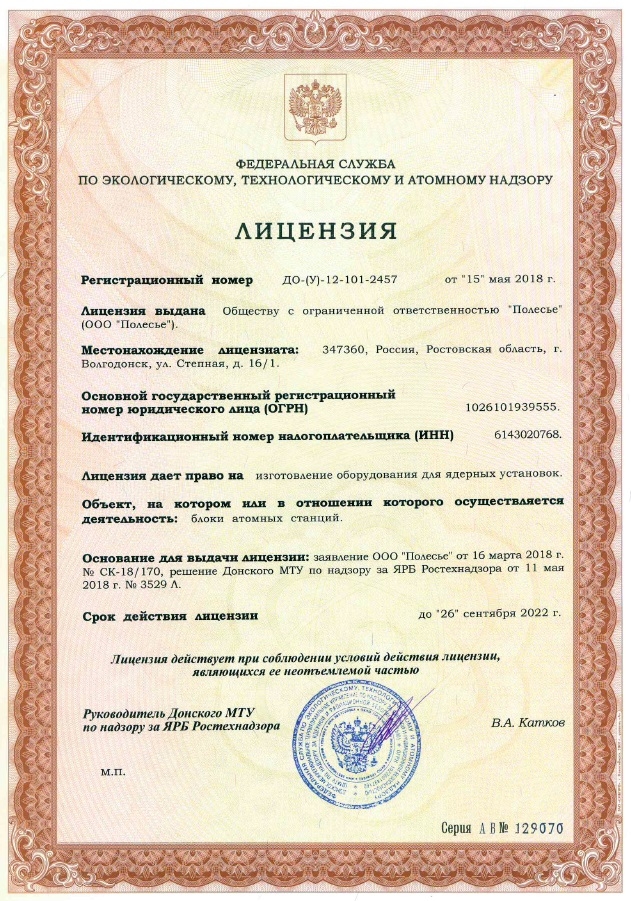 ФЕДЕРАЛЬНАЯ СЛУЖБА
ПО ЭКОЛОГИЧЕСКОМУ, ТЕХНОЛОГИЧЕСКОМУ И АТОМНОМУ НАДЗОРУ
ЛИЦЕНЗИЯ
Регистрационный номер ДО-(У)-12-101-2457 от "15" мая 2018 г.
Лицензия выдана Обществу с ограниченной ответственностью "Полесье"
(ООО "Полесье").
Местонахождение лицензиата: 347360, Россия, Ростовская область, г.
Волгодонск, ул. Степная, д. 16/1.
Основной государственный регистрационный
номер юридического лица (ОГРН) 1026101939555.
Идентификационный номер налогоплательщика (ИНН) 6143020768.
Лицензия дает право на изготовление оборудования для ядерных установок.
Объект, на котором или в отношении которого осуществляется
деятельность: блоки атомных станций.
Основание для выдачи лицензии: заявление ООО "Полесье" от 16 марта 2018 г.
№ СК-18/170, решение Донского МТУ по надзору за ЯРБ Ростехнадзора от 11 мая
2018 г. № 3529 Л.
Срок действия лицензии до "26" сентября 2022 г.
Лицензия действует при соблюдении условий действия лицензии,
являющихся ее неотъемлемой частью
Руководитель Донского МТУ
по надзору за ЯРБ Ростехнадзора В.А. Катков
М.П.
Серия АВ № 129070